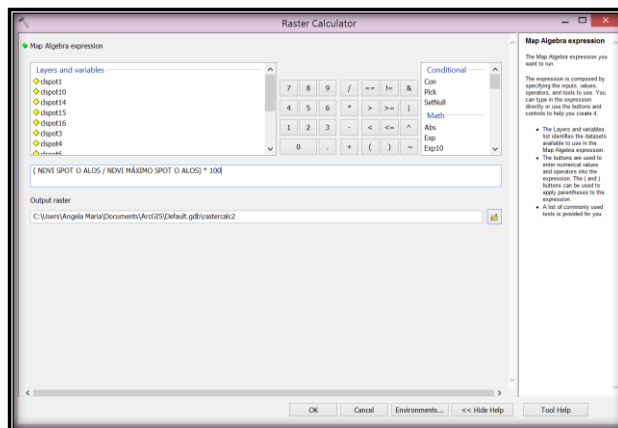 Raster Calculator
Map Algebra expression
Layers and variables
clspot1
clspot10
clspot14
clspot15
clspot16
clspot3
clspot4
7 8 9 / == != &
4 5 6 * > >= |
1 2 3 - < <= ^
0 . + ( ) ~
Conditional
Con
Pick
SetNull
Math
Abs
Exp
Exp10
( NDVI SPOT O ALOS / NDVI MÁXIMO SPOT O ALOS) * 100
Output raster
C:\Users\Angela Maria\Documents\ArcGIS\Default.gdb\rastercalc2
OK
Cancel
Environments...
<< Hide Help
Tool Help
Map Algebra expression
The Map Algebra expression you
want to run
The expression is composed by
specifying the inputs, values,
operators, and tools to use. You
can type in the expression
directly or use the buttons and
controls to help you create it.
• The Layers and variables
list identifies the datasets
available to use in the
Map Algebra expression.
• The buttons are used to
enter numerical values
and operators into the
expression. The ( and )
buttons can be used to
apply parentheses to the
expression.
• A list of commonly used
tools is provided for you.